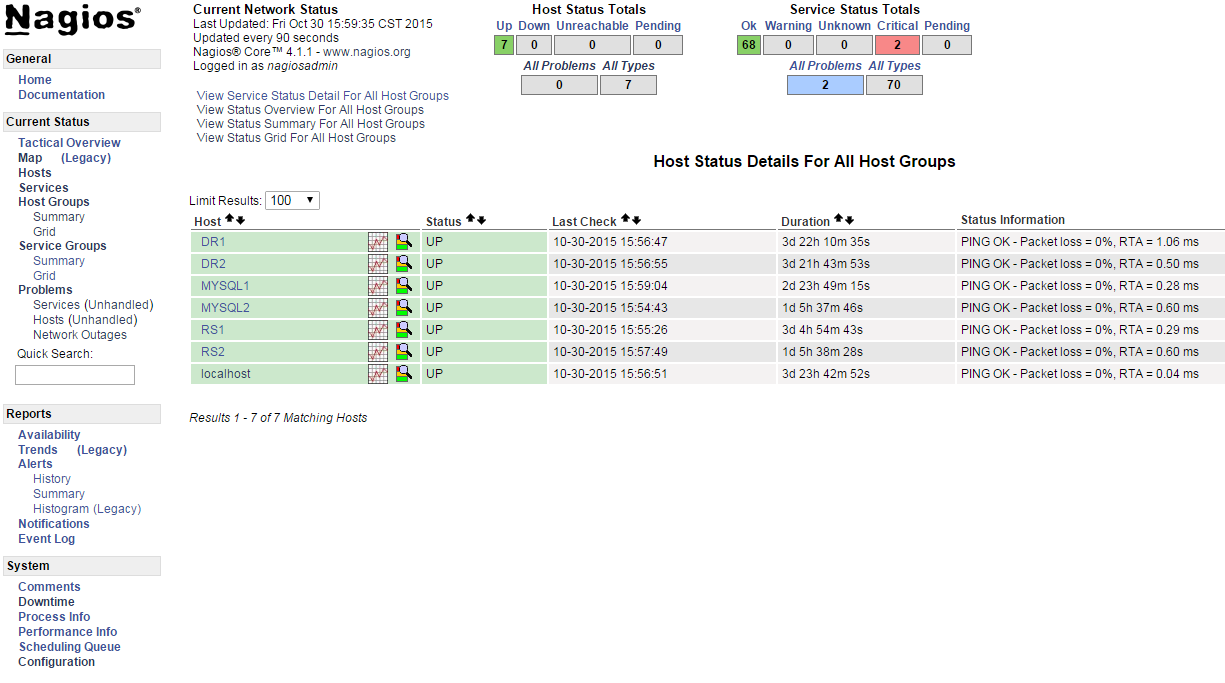 Nagios®
General
Home
Documentation
Current Status
Tactical Overview
Map (Legacy)
Hosts
Services
Host Groups
Summary
Grid
Service Groups
Summary
Grid
Problems
Services (Unhandled)
Hosts (Unhandled)
Network Outages
Quick Search:
Reports
Availability
Trends (Legacy)
Alerts
History
Summary
Histogram (Legacy)
Notifications
Event Log
System
Comments
Downtime
Process Info
Performance Info
Scheduling Queue
Configuration
Current Network Status
Last Updated: Fri Oct 30 15:59:35 CST 2015
Updated every 90 seconds
Nagios® Core™ 4.1.1 - www.nagios.org
Logged in as nagiosadmin
View Service Status Detail For All Host Groups
View Status Overview For All Host Groups
View Status Summary For All Host Groups
View Status Grid For All Host Groups
Host Status Totals
Up Down Unreachable Pending
7 0 0 0
All Problems All Types
0 7
Service Status Totals
Ok Warning Unknown Critical Pending
68 0 0 2 0
All Problems All Types
2 70
Host Status Details For All Host Groups
Limit Results: 100
Host Status Last Check Duration Status Information
DR1 UP 10-30-2015 15:56:47 3d 22h 10m 35s PING OK - Packet loss = 0%, RTA = 1.06 ms
DR2 UP 10-30-2015 15:56:55 3d 21h 43m 53s PING OK - Packet loss = 0%, RTA = 0.50 ms
MYSQL1 UP 10-30-2015 15:59:04 2d 23h 49m 15s PING OK - Packet loss = 0%, RTA = 0.28 ms
MYSQL2 UP 10-30-2015 15:54:43 1d 5h 37m 46s PING OK - Packet loss = 0%, RTA = 0.60 ms
RS1 UP 10-30-2015 15:55:26 3d 4h 54m 43s PING OK - Packet loss = 0%, RTA = 0.29 ms
RS2 UP 10-30-2015 15:57:49 1d 5h 38m 28s PING OK - Packet loss = 0%, RTA = 0.60 ms
localhost UP 10-30-2015 15:56:51 3d 23h 42m 52s PING OK - Packet loss = 0%, RTA = 0.04 ms
Results 1 - 7 of 7 Matching Hosts